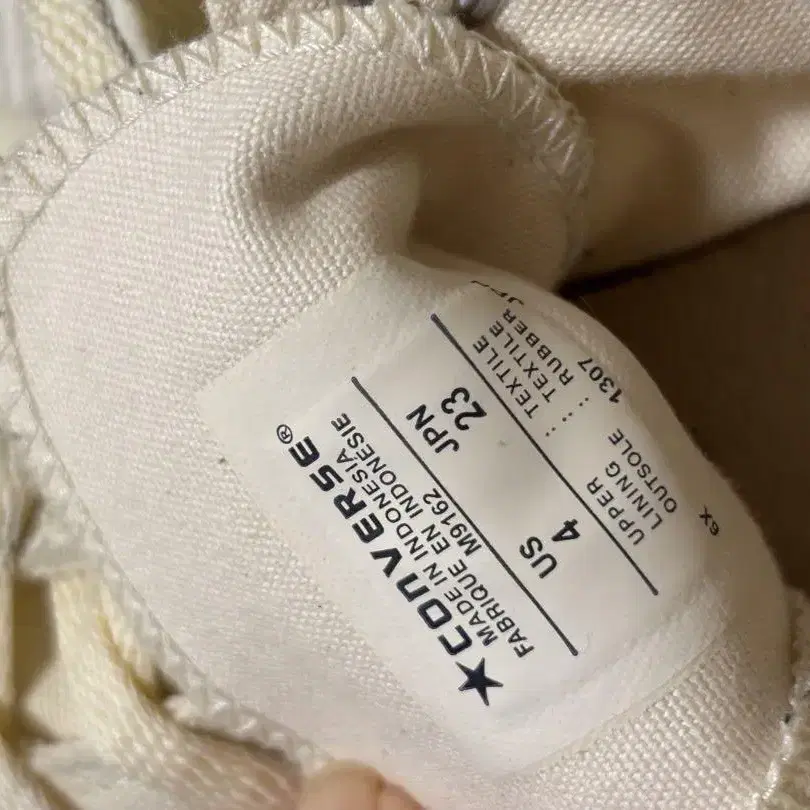 ★CONVERSE®
MADE IN INDONESIA
FABRIQUE EN INDONESIE
M9162
US JPN
4 23
UPPER : TEXTILE
LINING : TEXTILE
OUTSOLE : RUBBER
6X 1307